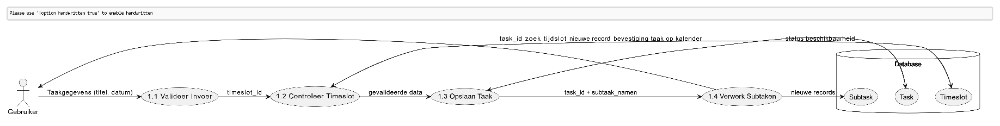 Please use '!option handwritten true' to enable handwritten
task_id zoek tijdslot nieuwe record bevestiging taak op kalender
status beschikbaarheid
Database
Taakgegevens (titel, datum)
1.1 Valideer Invoer
timeslot_id
1.2 Controleer Timeslot
gevalideerde data
1.3 Opslaan Taak
task_id + subtaak_namen
1.4 Verwerk Subtaken
nieuwe records
Subtask
Task
Timeslot
Gebruiker